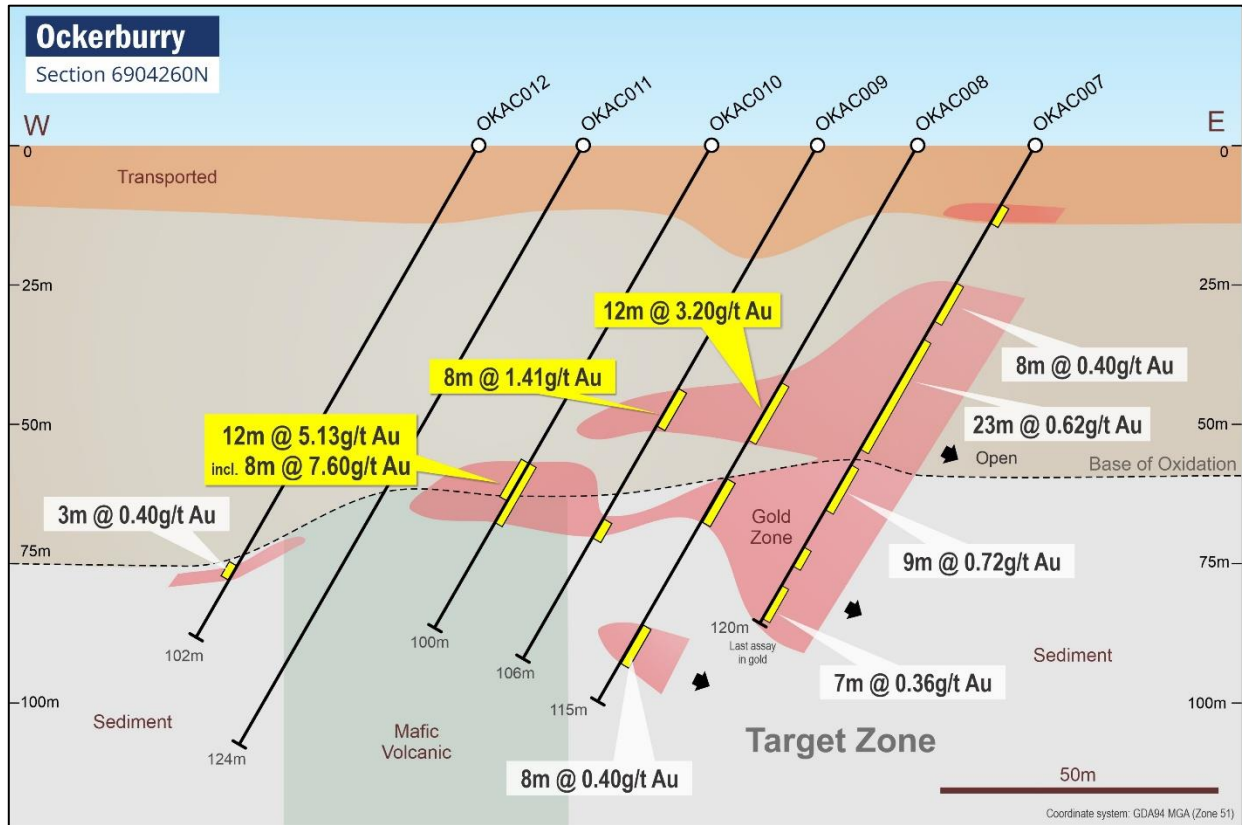 Ockerburry
Section 6904260N
OKAC012
OKAC011
OKAC010
OKAC009
OKAC008
OKAC007
W
E
0
0
Transported
25m
25m
12m @ 3.20g/t Au
8m @ 0.40g/t Au
8m @ 1.41g/t Au
23m @ 0.62g/t Au
50m
50m
12m @ 5.13g/t Au
incl. 8m @ 7.60g/t Au
Open
Base of Oxidation
3m @ 0.40g/t Au
Gold
Zone
75m
9m @ 0.72g/t Au
75m
102m
100m
106m
120m
Last assay
in gold
Sediment
7m @ 0.36g/t Au
100m
115m
100m
Sediment
Mafic
Volcanic
124m
Target Zone
8m @ 0.40g/t Au
50m
Coordinate system: GDA94 MGA (Zone 51)